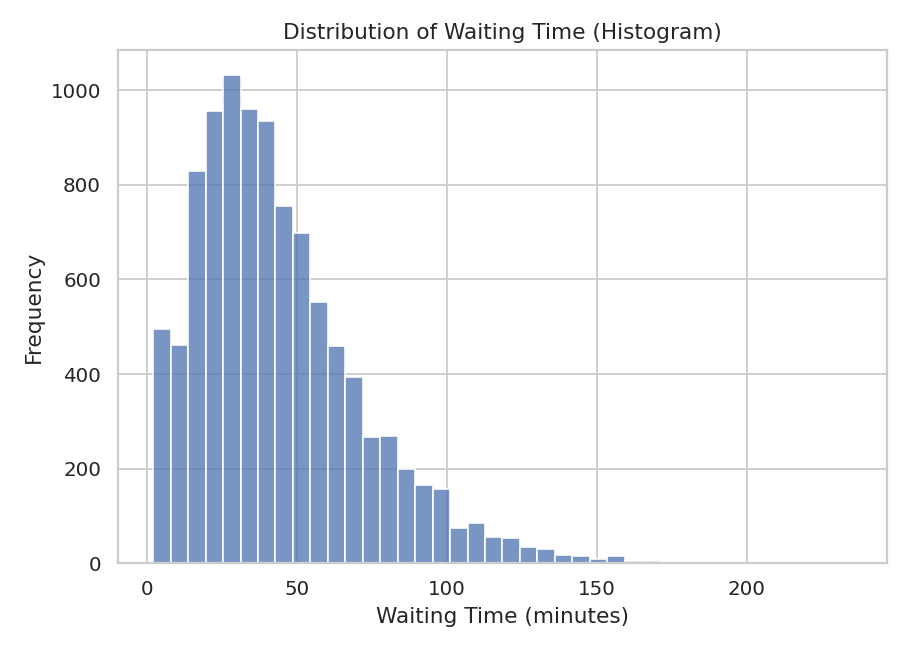 Distribution of Waiting Time (Histogram)
1000
800
600
400
200
0
Frequency
0 50 100 150 200
Waiting Time (minutes)